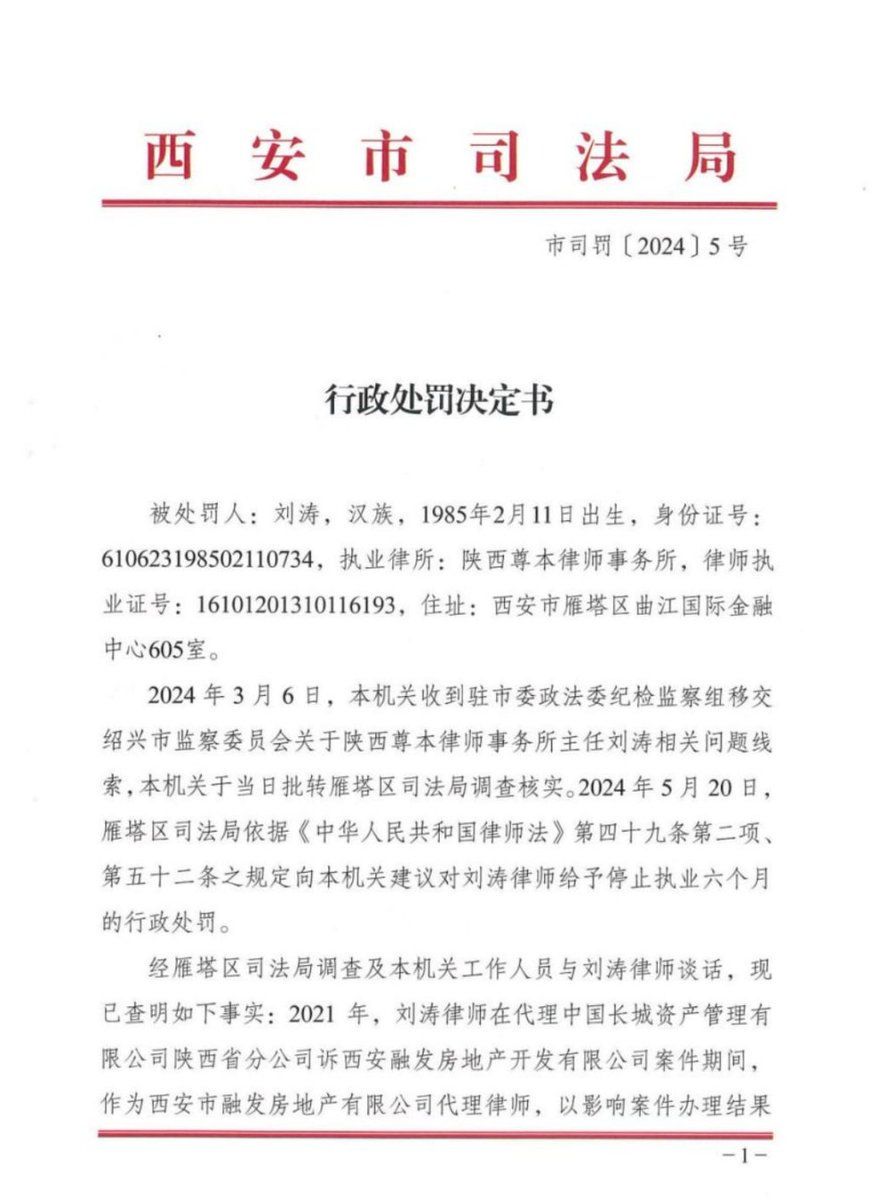 西安市司法局
市司罚〔2024〕5号
行政处罚决定书
被处罚人：刘涛，汉族，1985年2月11日出生，身份证号：
610623198502110734，执业律所：陕西尊本律师事务所，律师执
业证号：16101201310116193，住址：西安市雁塔区曲江国际金融
中心605室。
2024年3月6日，本机关收到驻市委政法委纪检监察组移交
绍兴市监察委员会关于陕西尊本律师事务所主任刘涛相关问题线
索，本机关于当日批转雁塔区司法局调查核实。2024年5月20日，
雁塔区司法局依据《中华人民共和国律师法》第四十九条第二项、
第五十二条之规定向本机关建议对刘涛律师给予停止执业六个月
的行政处罚。
经雁塔区司法局调查及本机关工作人员与刘涛律师谈话，现
已查明如下事实：2021年，刘涛律师在代理中国长城资产管理有
限公司陕西省分公司诉西安融发房地产开发有限公司案件期间，
作为西安市融发房地产有限公司代理律师，以影响案件办理结果
-1-